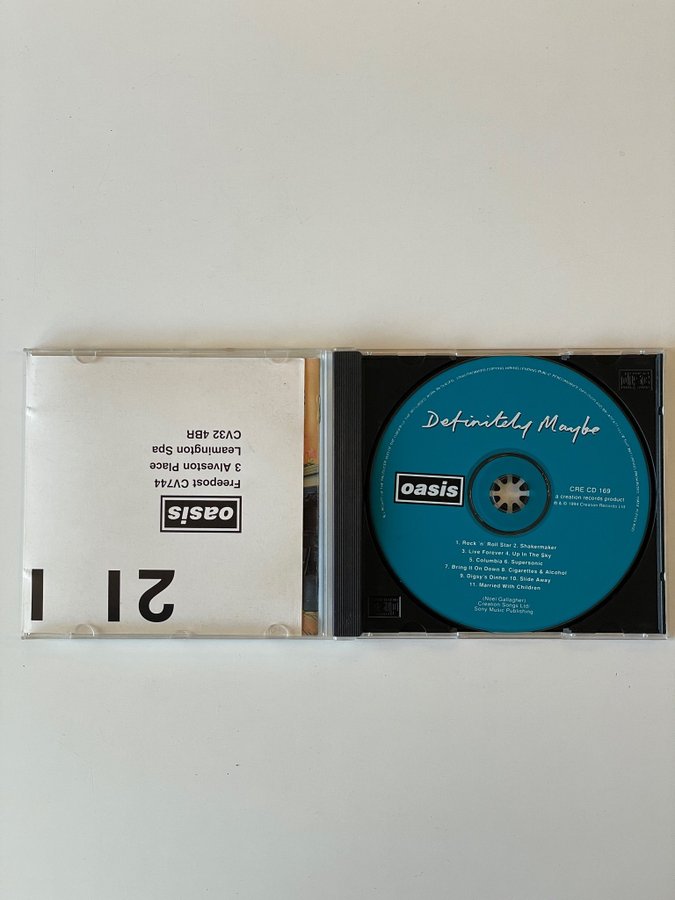 2
oasis
Freepost CV744
3 Alveston Place
Leamington Spa
CV32 4BR
Definitely Maybe
oasis
CRE CD 169
a creation records product
℗ & © 1994 Creation Records Ltd
1. Rock 'n' Roll Star 2. Shakermaker
3. Live Forever 4. Up In The Sky
5. Columbia 6. Supersonic
7. Bring It On Down 8. Cigarettes & Alcohol
9. Digsy's Dinner 10. Slide Away
11. Married With Children
(Noel Gallagher)
Creation Songs Ltd/
Sony Music Publishing